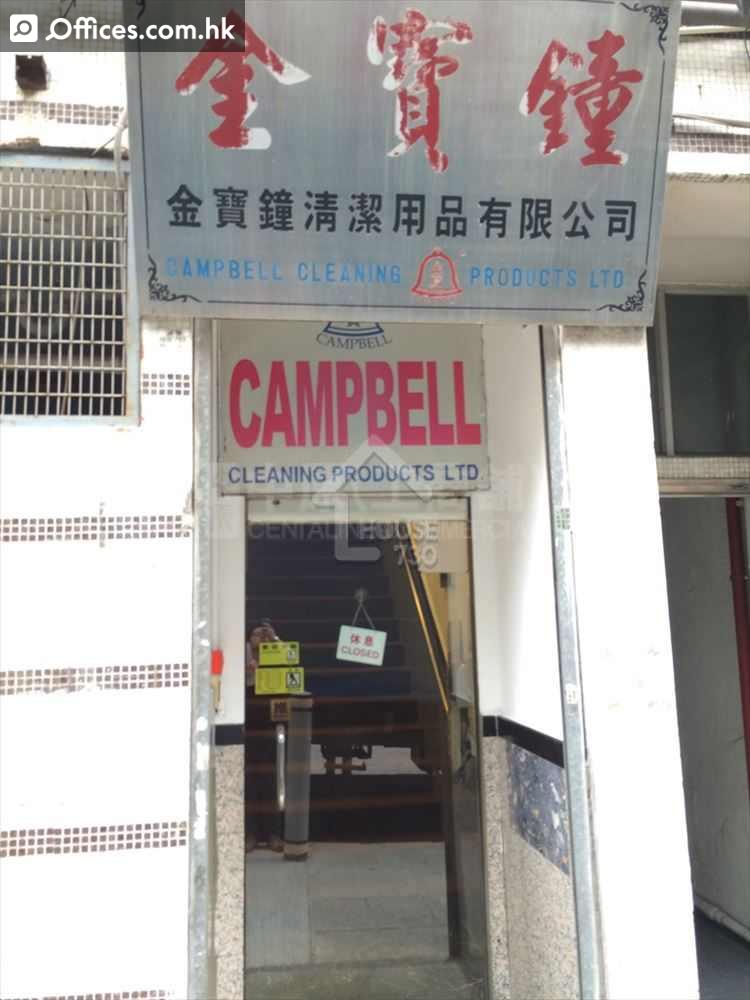 Offices.com.hk
金寶鐘
金寶鐘清潔用品有限公司
CAMPBELL CLEANING PRODUCTS LTD
CAMPBELL
CAMPBELL
CLEANING PRODUCTS LTD
730
休息
CLOSED